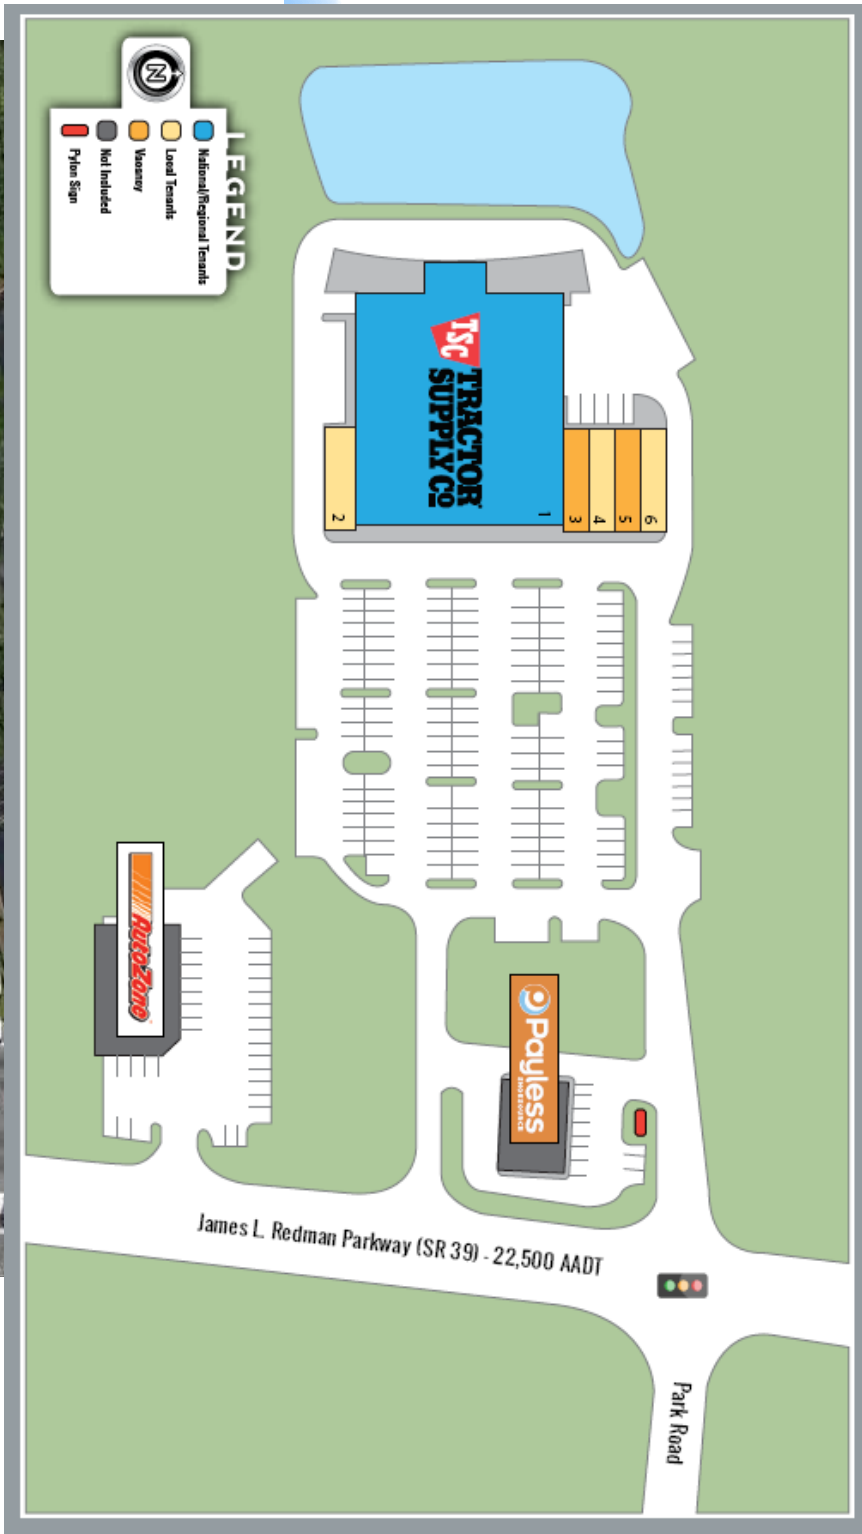 N
LEGEND
National/Regional Tenants
Local Tenants
Vacancy
Not Included
Pylon Sign
TSC
TRACTOR
SUPPLY CO
1
2
3
4
5
6
AutoZone
Payless
SHOESOURCE
James L. Redman Parkway (SR 39) - 22,500 AADT
Park Road